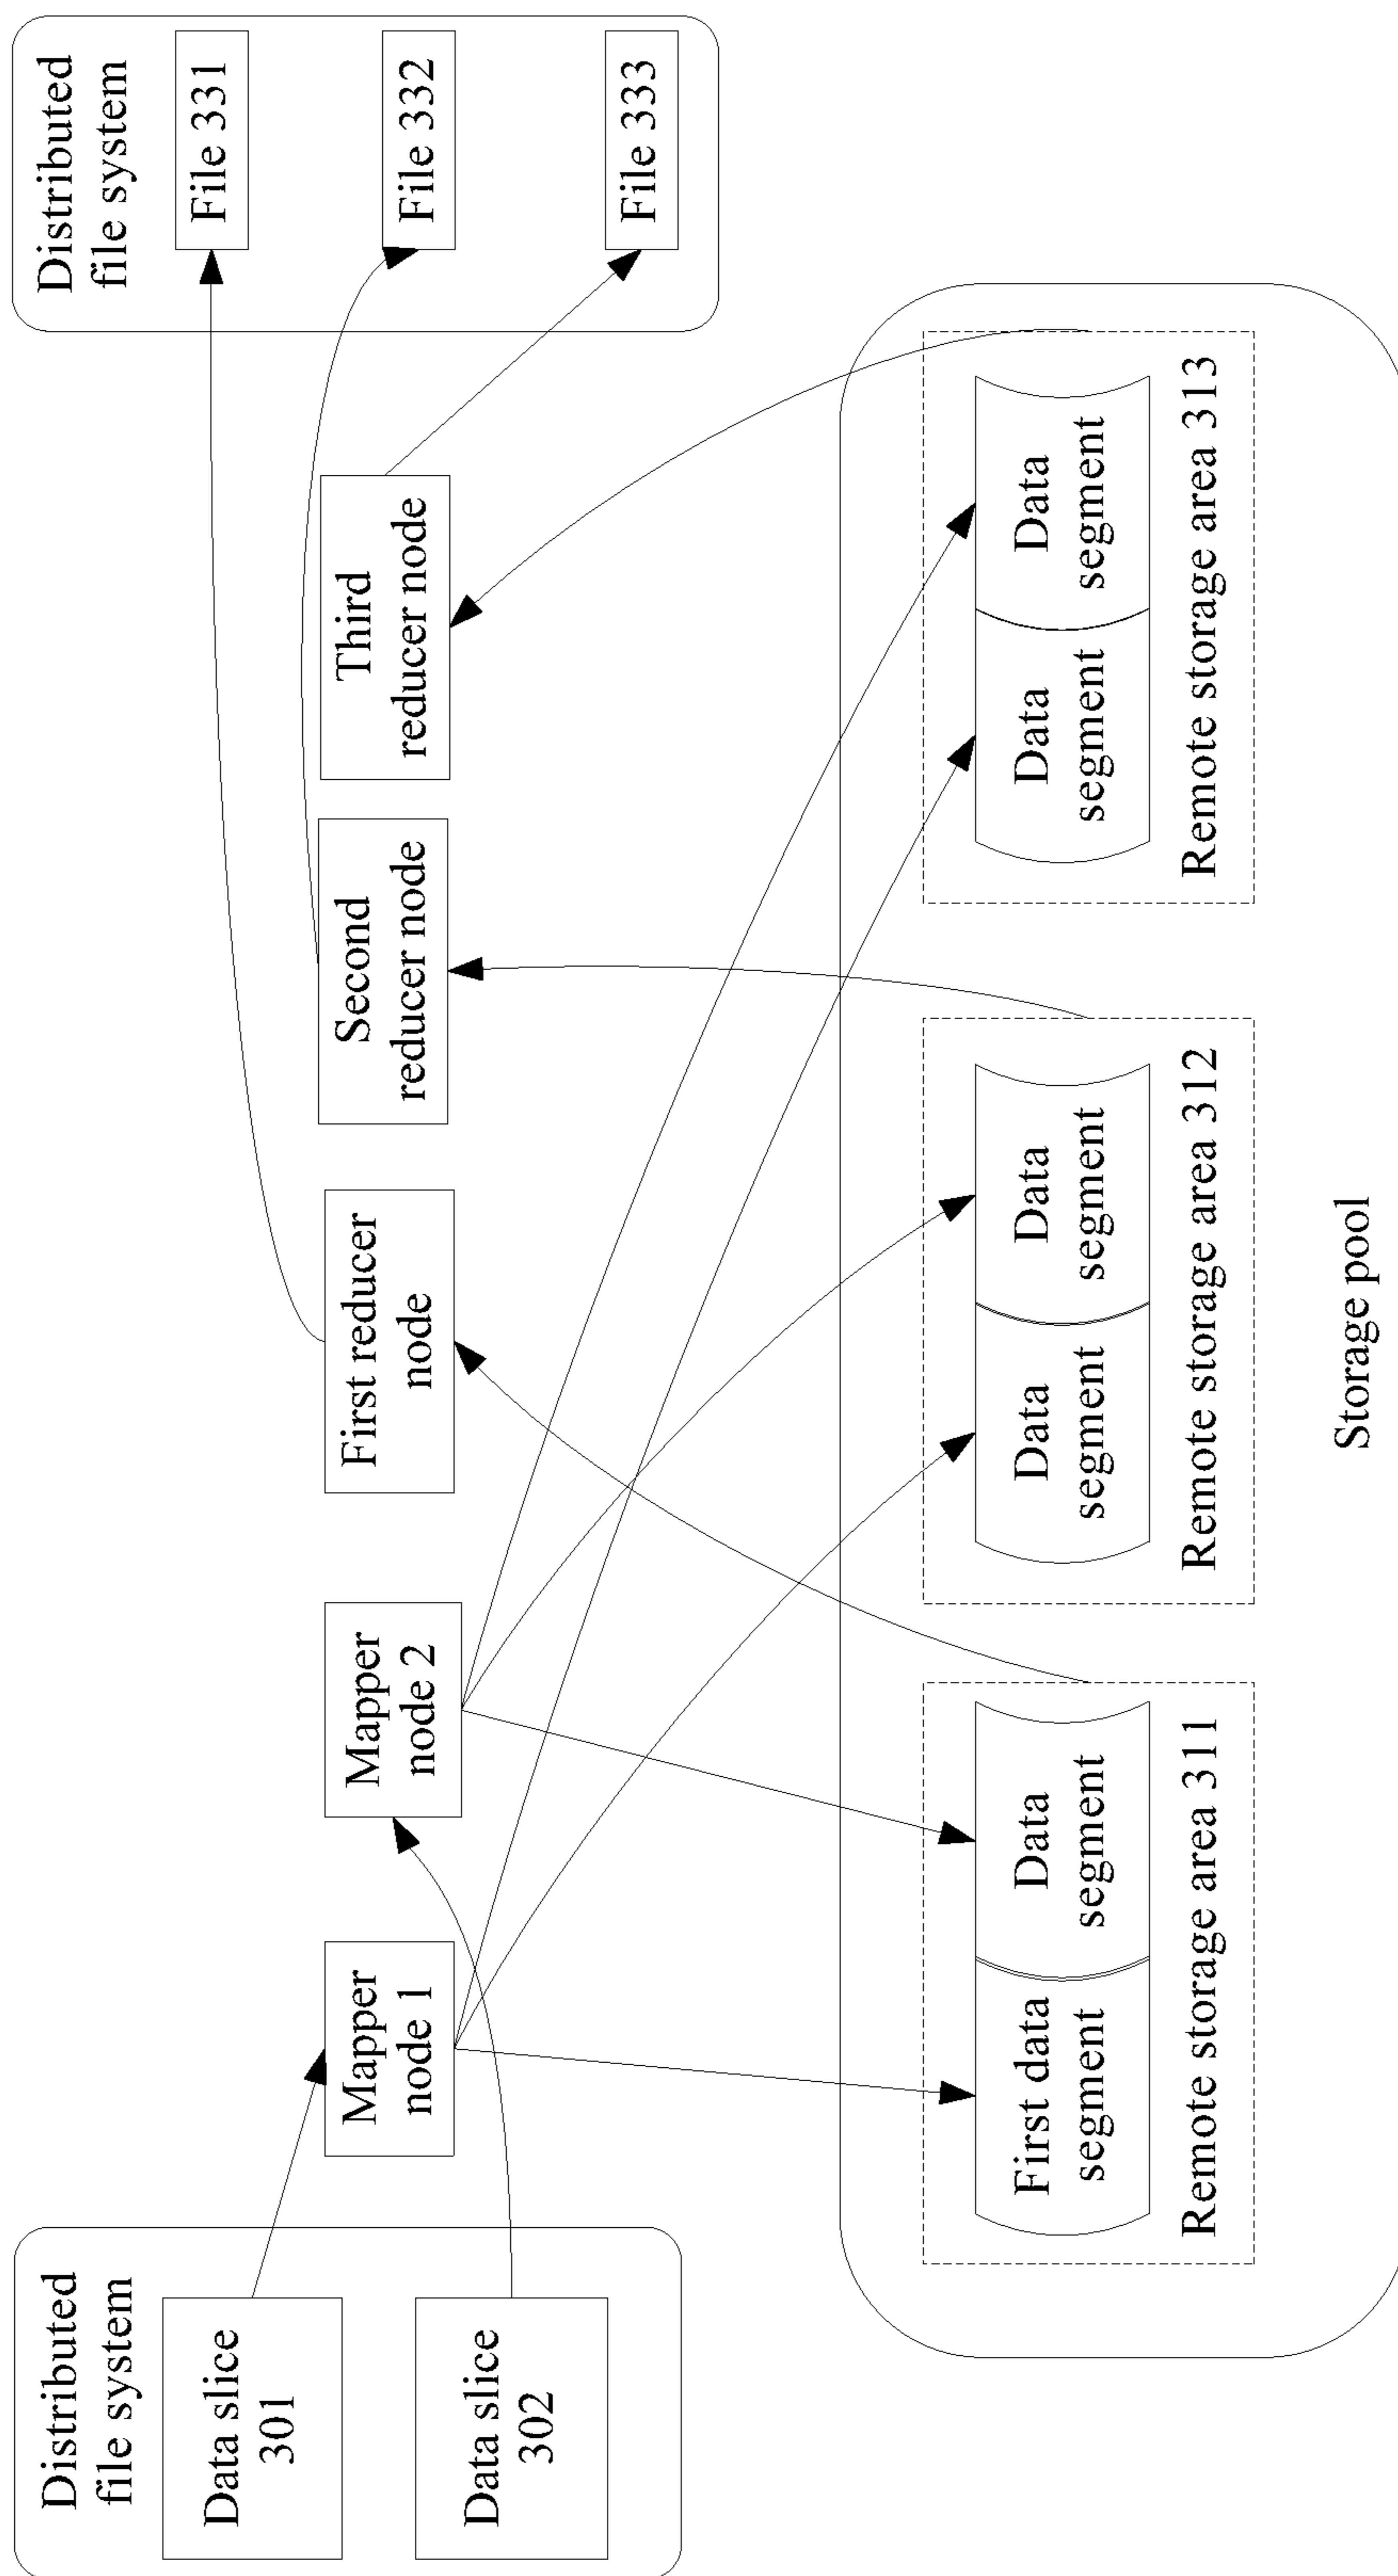 Distributed
file system
Data slice
301
Data slice
302
Mapper
node 1
Mapper
node 2
First reducer
node
Second
reducer node
Third
reducer node
Distributed
file system
File 331
File 332
File 333
First data
segment
Data
segment
Remote storage area 311
Data
segment
Data
segment
Remote storage area 312
Data
segment
Data
segment
Remote storage area 313
Storage pool